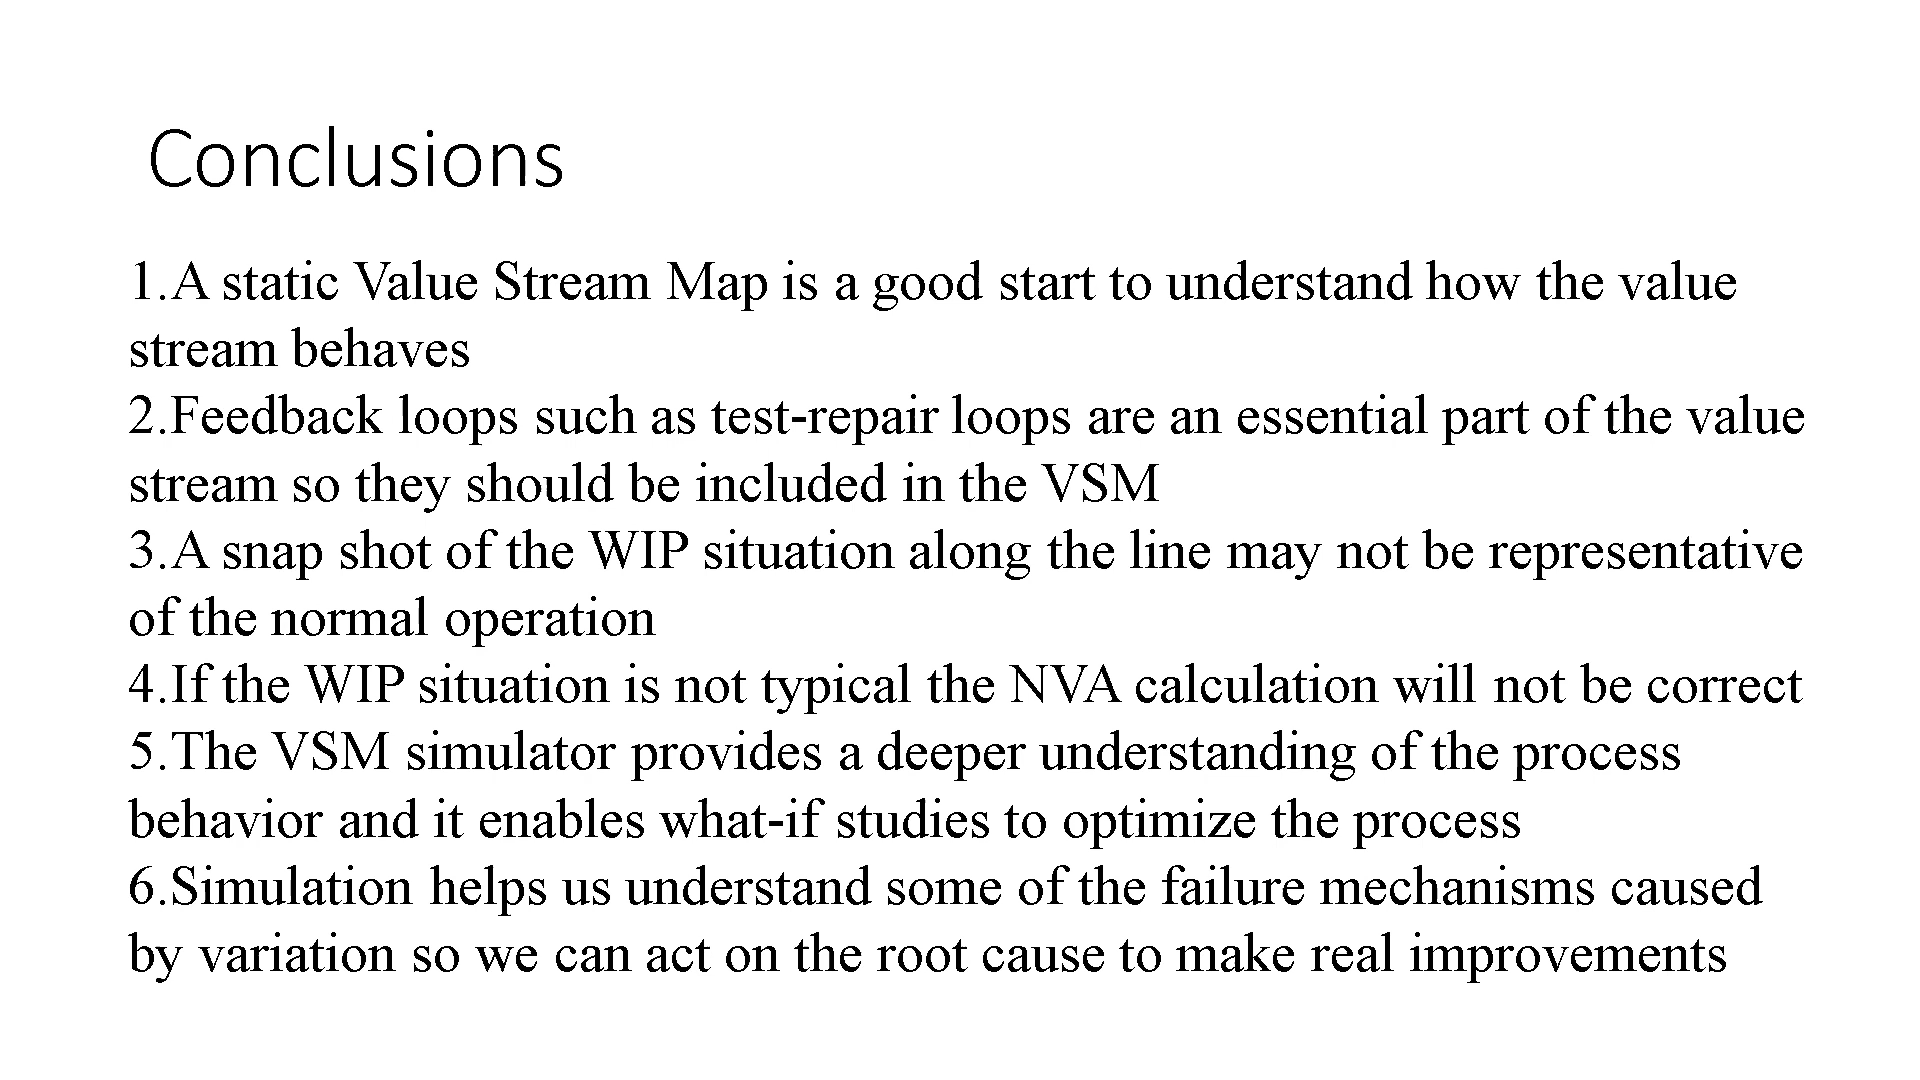 Conclusions
1.A static Value Stream Map is a good start to understand how the value
stream behaves
2.Feedback loops such as test-repair loops are an essential part of the value
stream so they should be included in the VSM
3.A snap shot of the WIP situation along the line may not be representative
of the normal operation
4.If the WIP situation is not typical the NVA calculation will not be correct
5.The VSM simulator provides a deeper understanding of the process
behavior and it enables what-if studies to optimize the process
6.Simulation helps us understand some of the failure mechanisms caused
by variation so we can act on the root cause to make real improvements